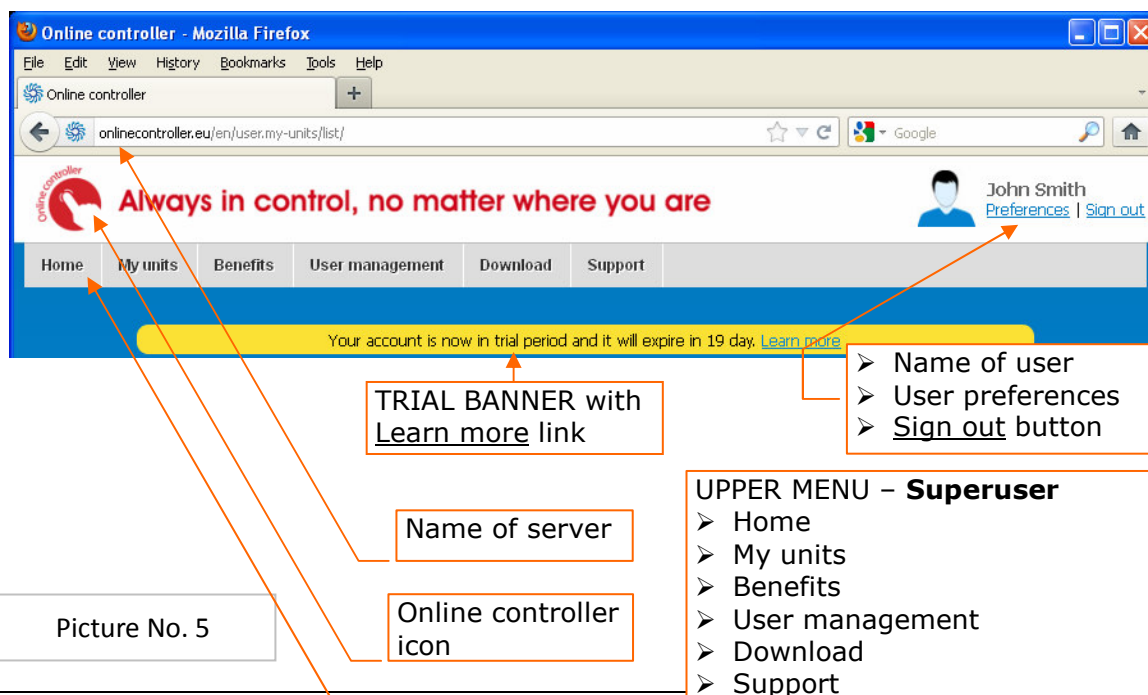 Online controller - Mozilla Firefox
File Edit View History Bookmarks Tools Help
Online controller
onlinecontroller.eu/en/user.my-units/list/
Google
Online controller
Always in control, no matter where you are
John Smith
Preferences | Sign out
Home My units Benefits User management Download Support
Your account is now in trial period and it will expire in 19 day. Learn more
TRIAL BANNER with
Learn more link
➢ Name of user
➢ User preferences
➢ Sign out button
Name of server
Online controller
icon
Picture No. 5
UPPER MENU – Superuser
➢ Home
➢ My units
➢ Benefits
➢ User management
➢ Download
➢ Support